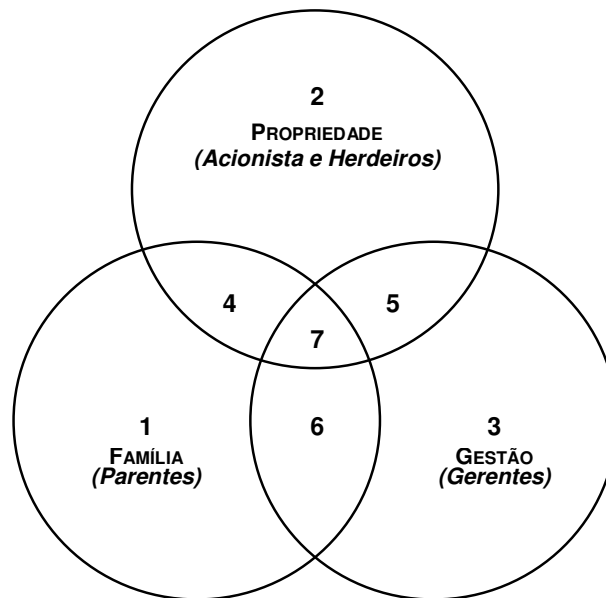 2
PROPRIEDADE
(Acionista e Herdeiros)
4
5
7
1
FAMÍLIA
(Parentes)
6
3
GESTÃO
(Gerentes)